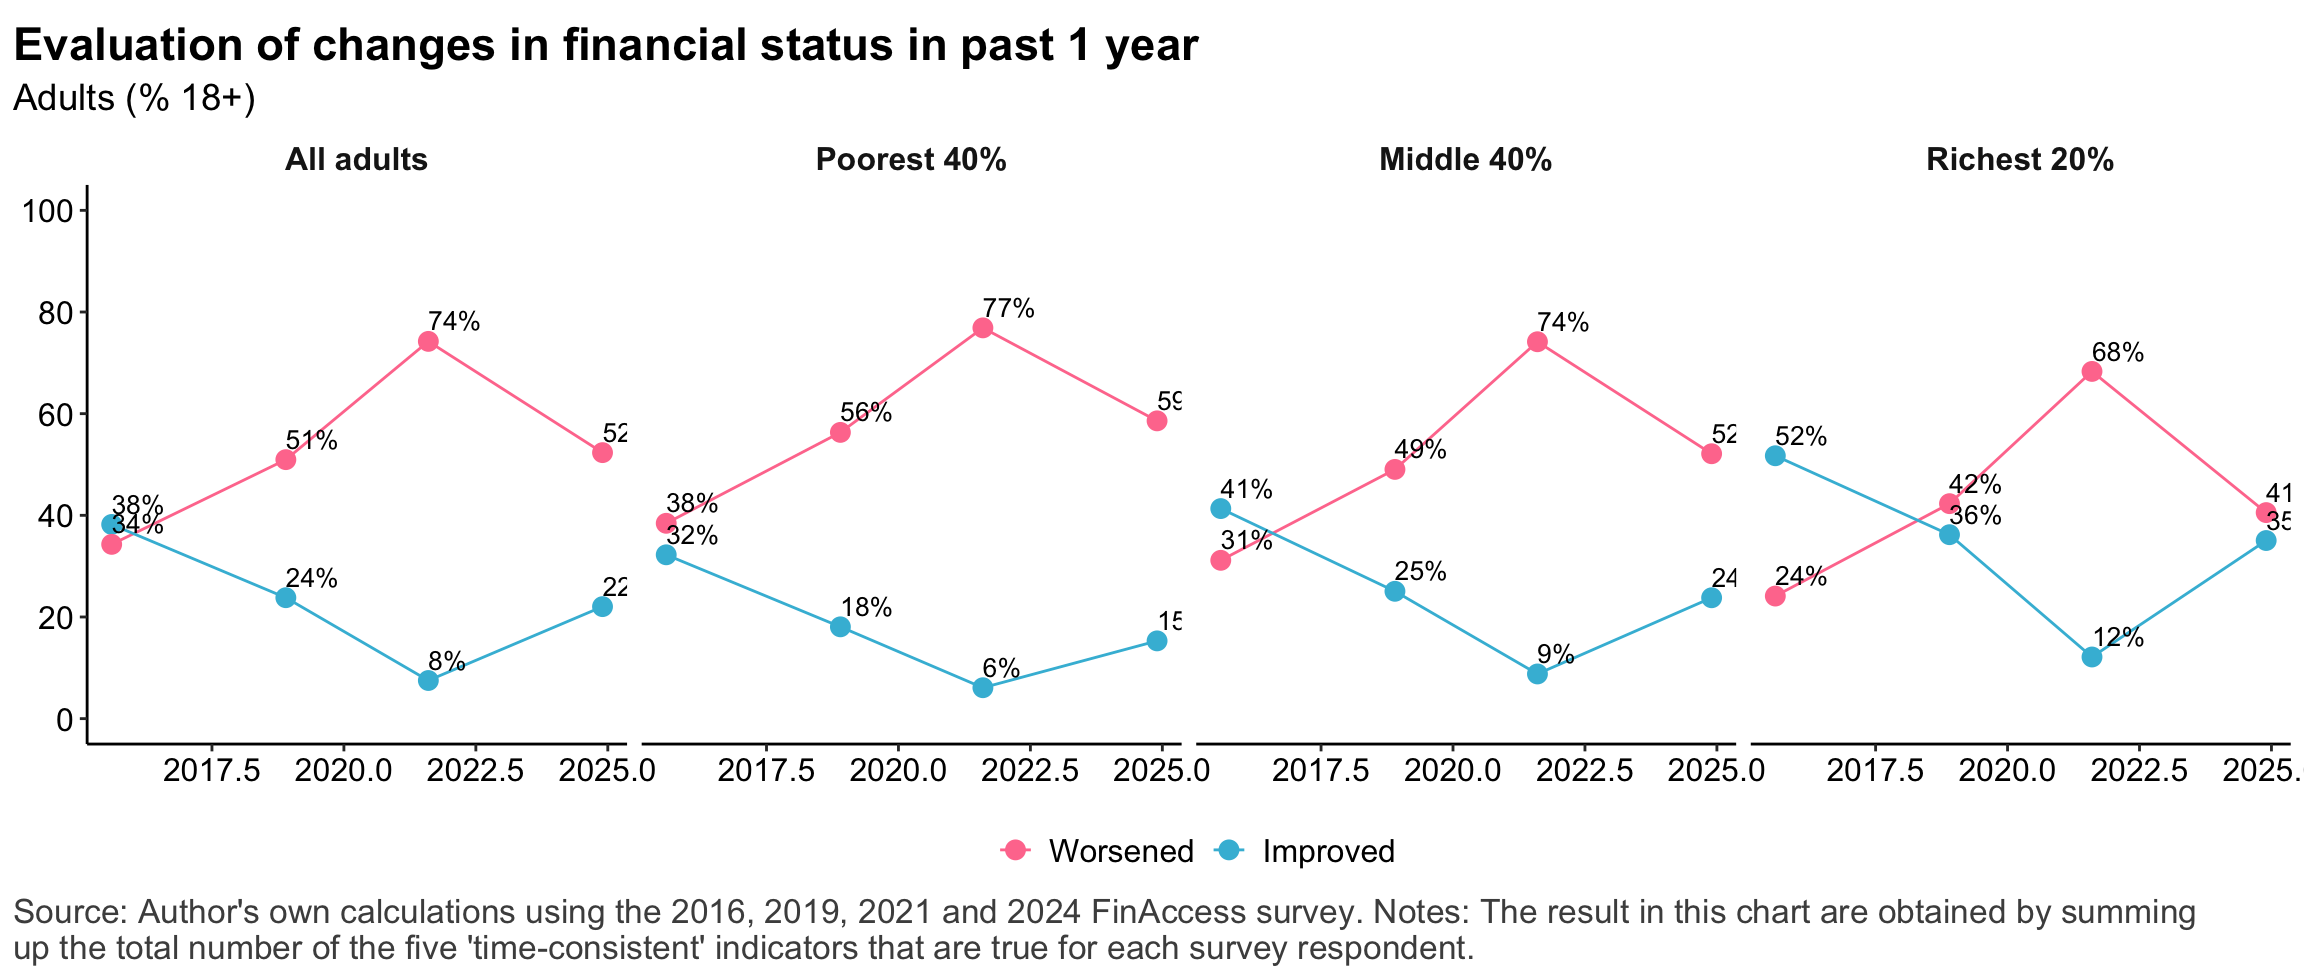 Evaluation of changes in financial status in past 1 year
Adults (% 18+)
All adults
Poorest 40%
Middle 40%
Richest 20%
100
80
60
40
20
0
38%
34%
51%
24%
74%
8%
52
22
38%
32%
56%
18%
77%
6%
59
15
41%
31%
49%
25%
74%
9%
52
24
52%
24%
42%
36%
68%
12%
41
35
2017.5 2020.0 2022.5 2025.0
2017.5 2020.0 2022.5 2025.0
2017.5 2020.0 2022.5 2025.0
2017.5 2020.0 2022.5 2025.
Worsened Improved
Source: Author's own calculations using the 2016, 2019, 2021 and 2024 FinAccess survey. Notes: The result in this chart are obtained by summing
up the total number of the five 'time-consistent' indicators that are true for each survey respondent.